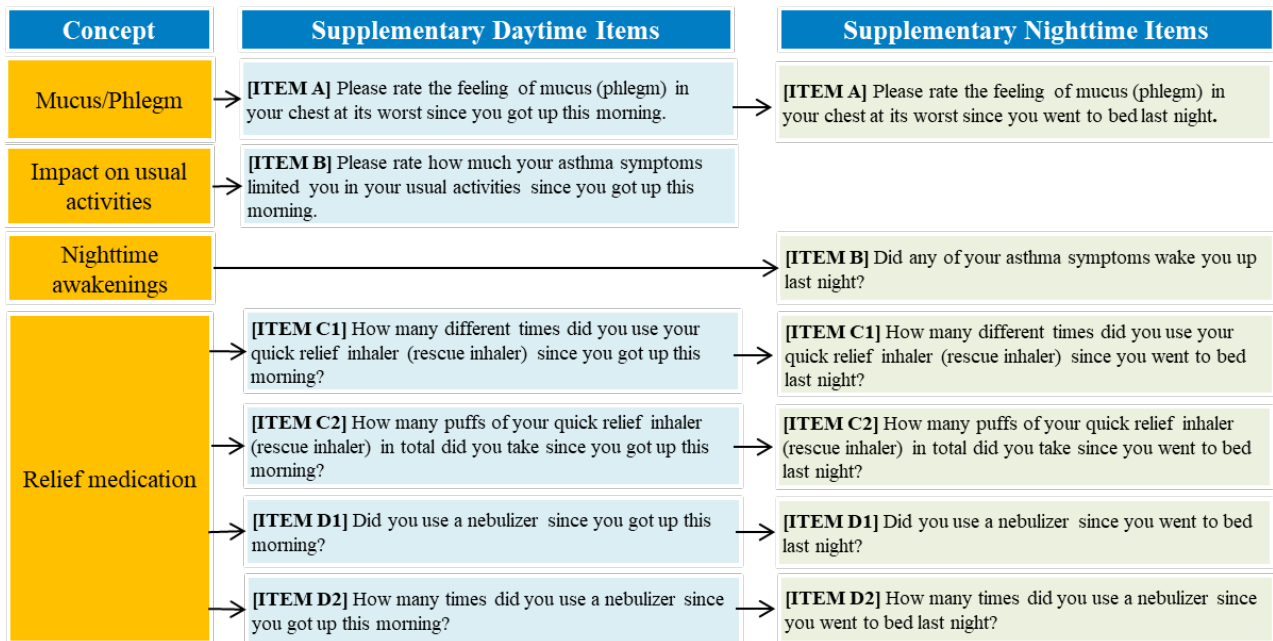 Concept
Supplementary Daytime Items
Supplementary Nighttime Items
Mucus/Phlegm
[ITEM A] Please rate the feeling of mucus (phlegm) in
your chest at its worst since you got up this morning.
[ITEM A] Please rate the feeling of mucus (phlegm) in
your chest at its worst since you went to bed last night.
Impact on usual
activities
[ITEM B] Please rate how much your asthma symptoms
limited you in your usual activities since you got up this
morning.
Nighttime
awakenings
[ITEM B] Did any of your asthma symptoms wake you up
last night?
Relief medication
[ITEM C1] How many different times did you use your
quick relief inhaler (rescue inhaler) since you got up this
morning?
[ITEM C1] How many different times did you use your
quick relief inhaler (rescue inhaler) since you went to bed
last night?
[ITEM C2] How many puffs of your quick relief inhaler
(rescue inhaler) in total did you take since you got up this
morning?
[ITEM C2] How many puffs of your quick relief inhaler
(rescue inhaler) in total did you take since you went to bed
last night?
[ITEM D1] Did you use a nebulizer since you got up this
morning?
[ITEM D1] Did you use a nebulizer since you went to bed
last night?
[ITEM D2] How many times did you use a nebulizer since
you got up this morning?
[ITEM D2] How many times did you use a nebulizer since
you went to bed last night?